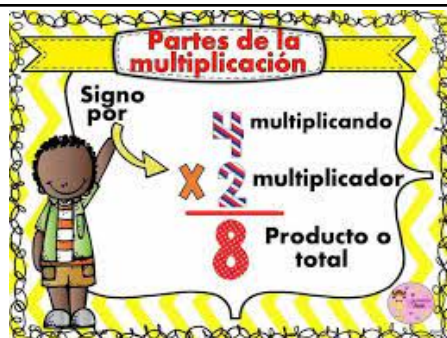 Partes de la
multiplicación
Signo
por
4 multiplicando
X 2 multiplicador
8 Producto o
total